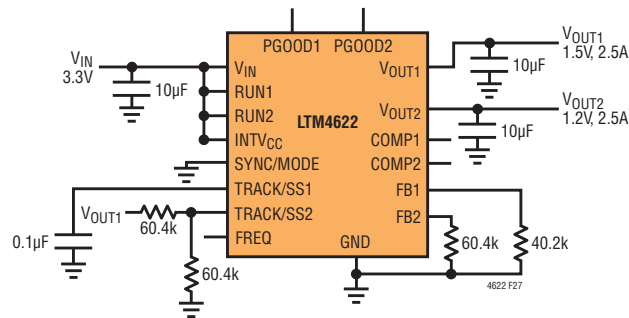 PGOOD1
PGOOD2
VIN
3.3V
10µF
VIN
RUN1
RUN2
INTVCC
SYNC/MODE
TRACK/SS1
TRACK/SS2
FREQ
LTM4622
GND
VOUT1
VOUT2
COMP1
COMP2
FB1
FB2
VOUT1
1.5V, 2.5A
10µF
VOUT2
1.2V, 2.5A
10µF
VOUT1
60.4k
0.1µF
60.4k
60.4k
40.2k
4622 F27